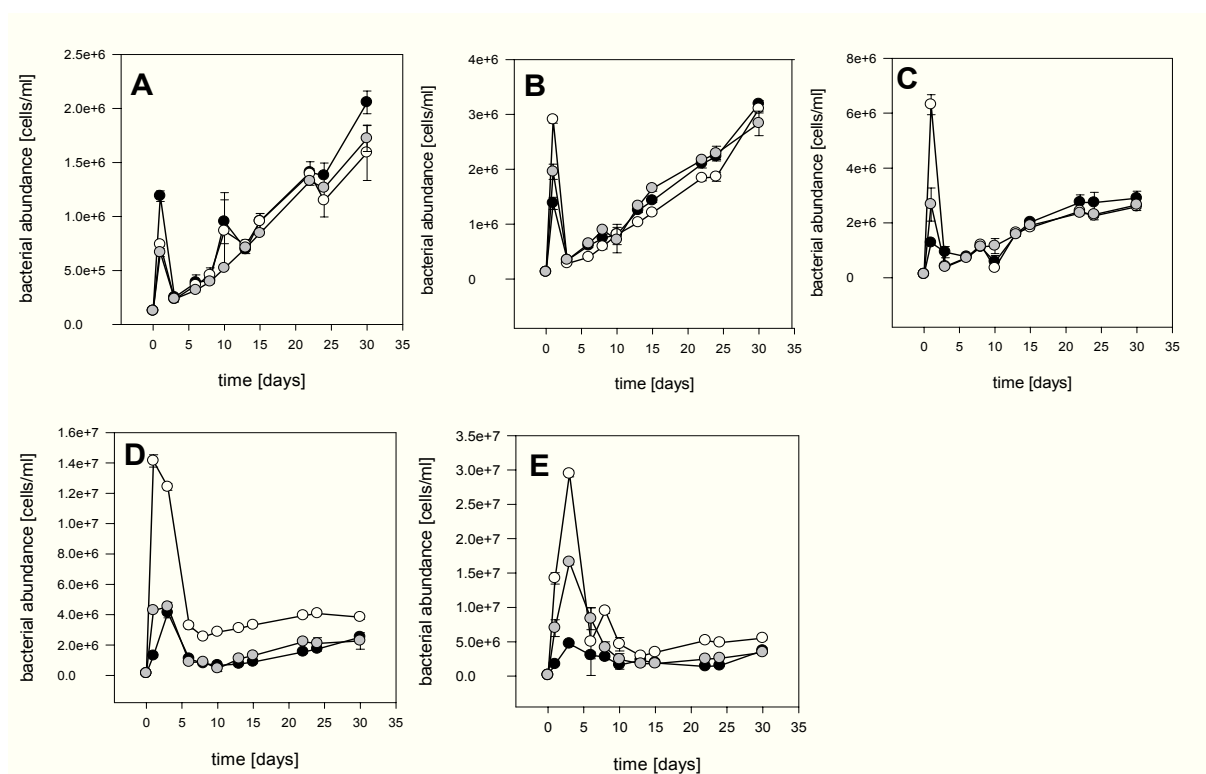 A
bacterial abundance [cells/ml]
2.5e+6
2.0e+6
1.5e+6
1.0e+6
5.0e+5
0.0
0 5 10 15 20 25 30 35
time [days]
B
bacterial abundance [cells/ml]
4e+6
3e+6
2e+6
1e+6
0
0 5 10 15 20 25 30 35
time [days]
C
bacterial abundance [cells/ml]
8e+6
6e+6
4e+6
2e+6
0
0 5 10 15 20 25 30 35
time [days]
D
bacterial abundance [cells/ml]
1.6e+7
1.4e+7
1.2e+7
1.0e+7
8.0e+6
6.0e+6
4.0e+6
2.0e+6
0.0
0 5 10 15 20 25 30 35
time [days]
E
bacterial abundance [cells/ml]
3.5e+7
3.0e+7
2.5e+7
2.0e+7
1.5e+7
1.0e+7
5.0e+6
0.0
0 5 10 15 20 25 30 35
time [days]